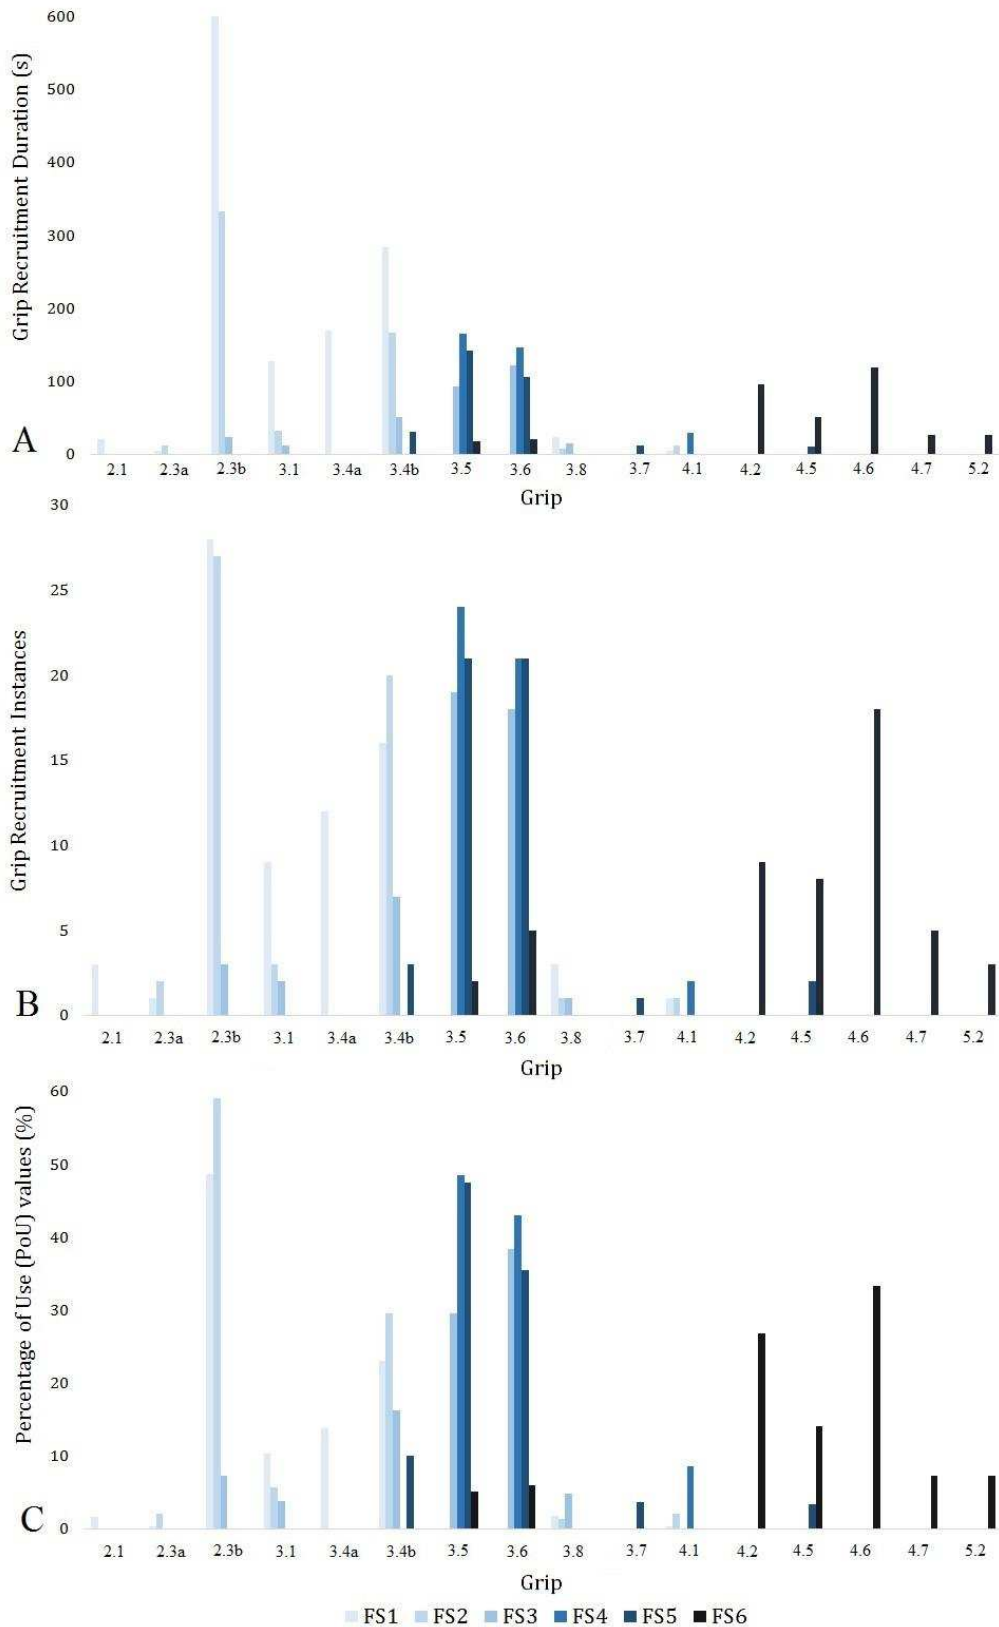 600
500
400
300
200
100
0
Grip Recruitment Duration (s)
A
2.1 2.3a 2.3b 3.1 3.4a 3.4b 3.5 3.6 3.8 3.7 4.1 4.2 4.5 4.6 4.7 5.2
Grip
30
25
20
15
10
5
0
Grip Recruitment Instances
B
2.1 2.3a 2.3b 3.1 3.4a 3.4b 3.5 3.6 3.8 3.7 4.1 4.2 4.5 4.6 4.7 5.2
Grip
60
50
40
30
20
10
0
Percentage of Use (PoU) values (%)
C
2.1 2.3a 2.3b 3.1 3.4a 3.4b 3.5 3.6 3.8 3.7 4.1 4.2 4.5 4.6 4.7 5.2
Grip
FS1 FS2 FS3 FS4 FS5 FS6